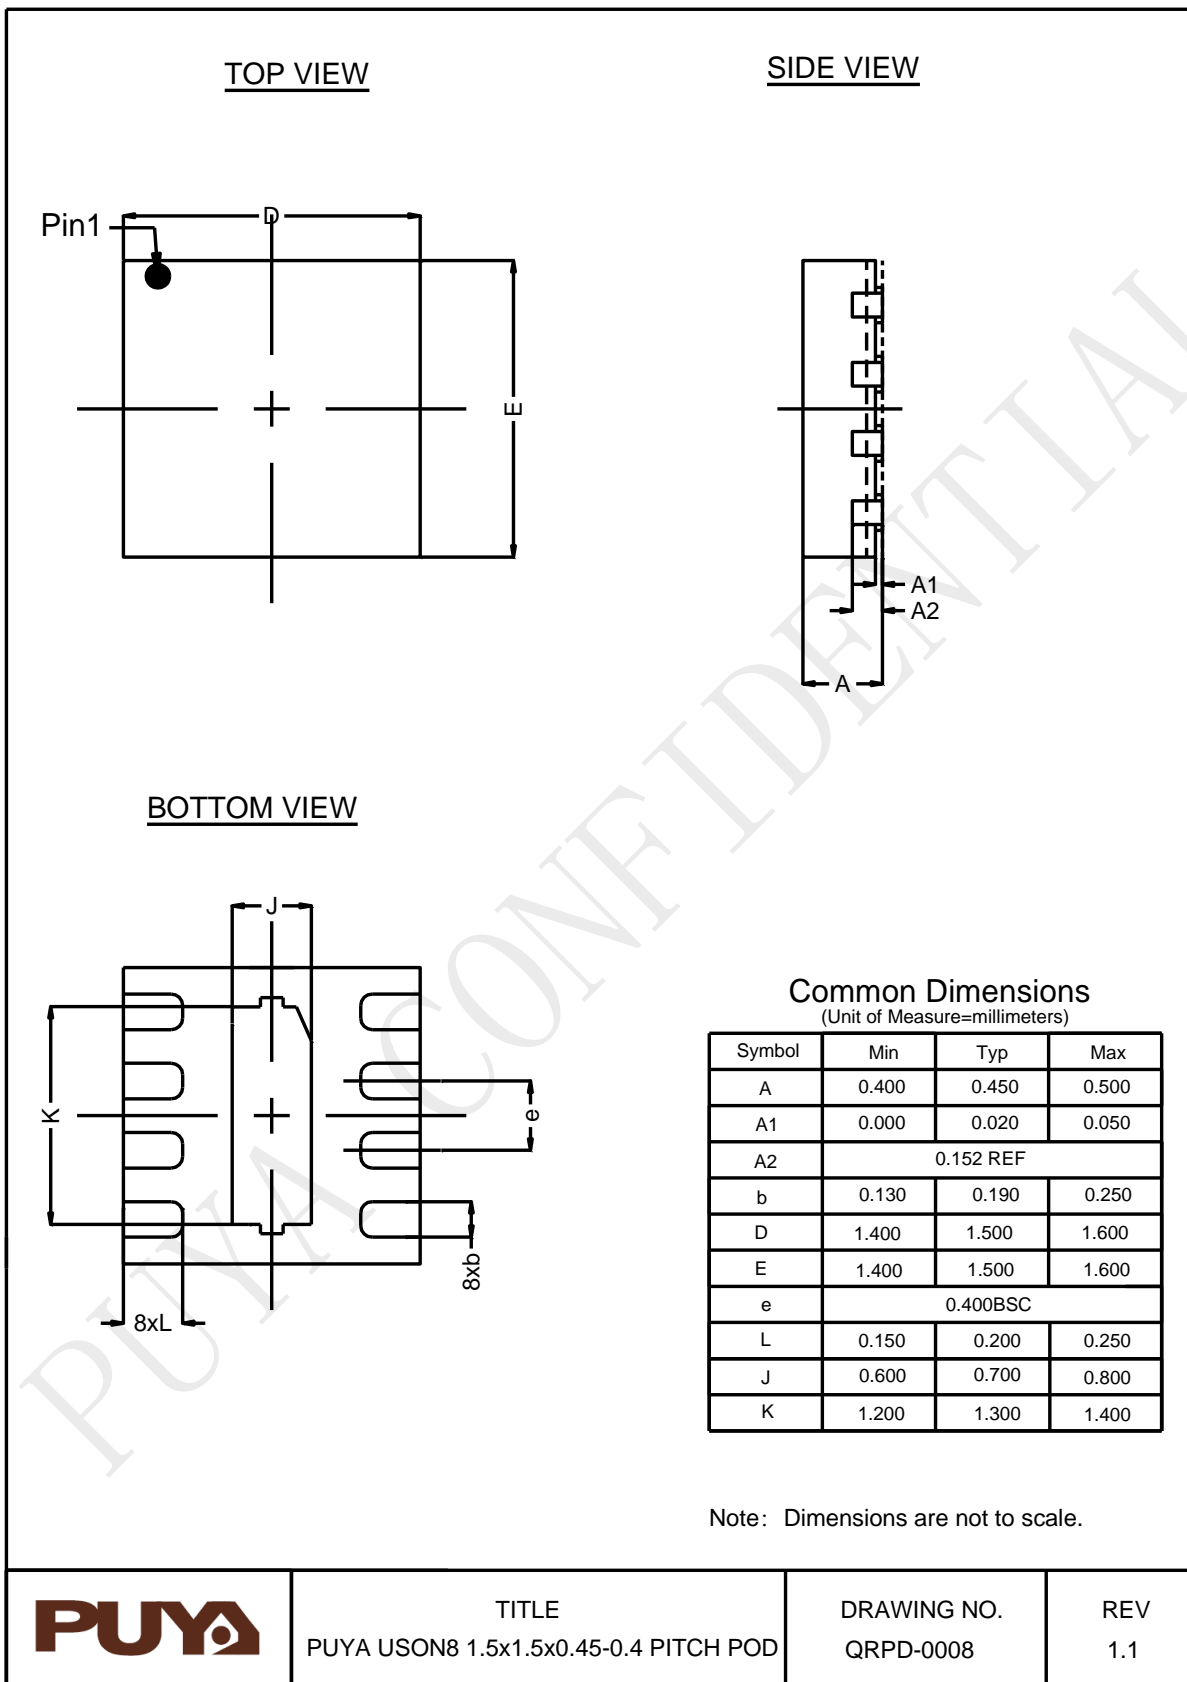 TOP VIEW
SIDE VIEW
Pin1
D
E
A1
A2
A
BOTTOM VIEW
J
K
e
8xb
8xL
PUYA CONFIDENTIAL
Common Dimensions
(Unit of Measure=millimeters)
Symbol Min Typ Max
A 0.400 0.450 0.500
A1 0.000 0.020 0.050
A2 0.152 REF
b 0.130 0.190 0.250
D 1.400 1.500 1.600
E 1.400 1.500 1.600
e 0.400BSC
L 0.150 0.200 0.250
J 0.600 0.700 0.800
K 1.200 1.300 1.400
Note: Dimensions are not to scale.
PUYA
TITLE
PUYA USON8 1.5x1.5x0.45-0.4 PITCH POD
DRAWING NO.
QRPD-0008
REV
1.1